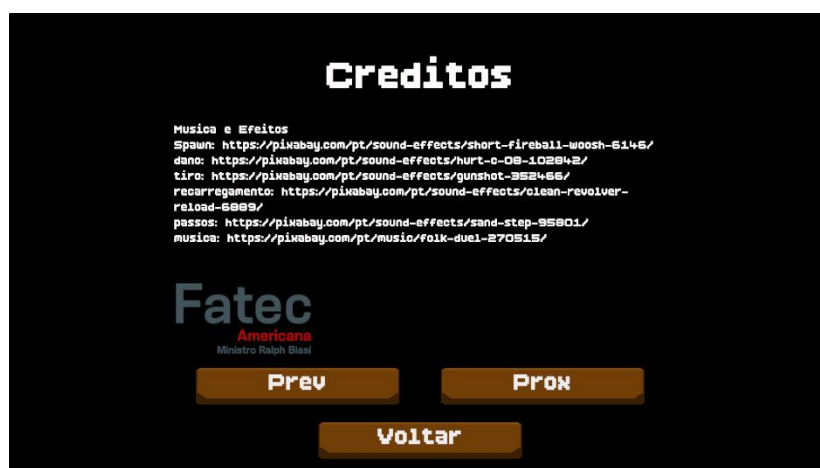 Creditos
Musica e Efeitos
Spawn: https://pixabay.com/pt/sound-effects/short-fireball-woosh-6146/
dano: https://pixabay.com/pt/sound-effects/hurt-c-08-102842/
tiro: https://pixabay.com/pt/sound-effects/gunshot-352466/
recarregamento: https://pixabay.com/pt/sound-effects/clean-revolver-
reload-6889/
passos: https://pixabay.com/pt/sound-effects/sand-step-95801/
musica: https://pixabay.com/pt/music/folk-duel-270515/
Fatec
Americana
Ministro Ralph Biasi
Prev
Prox
Voltar